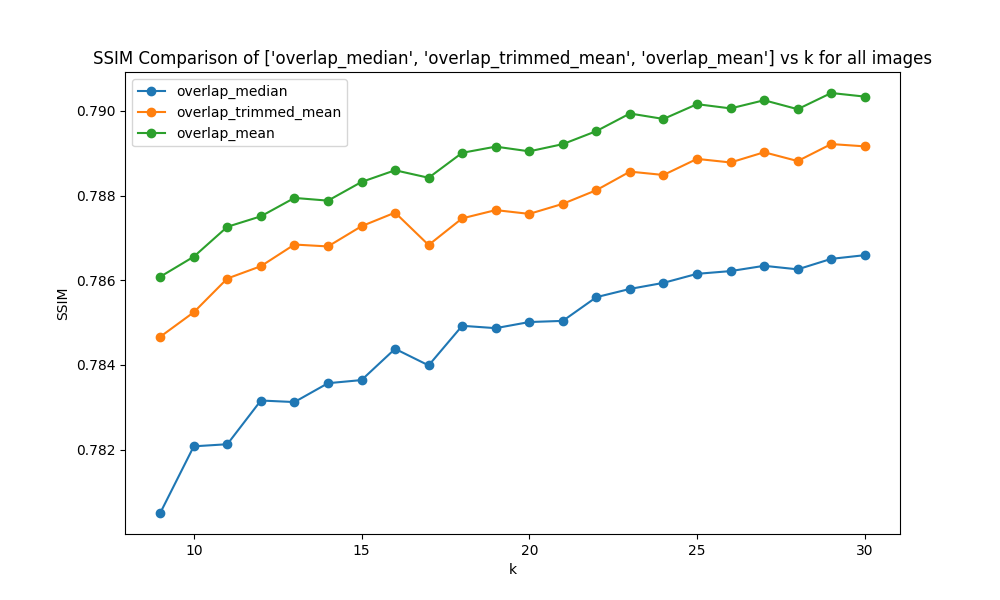 SSIM Comparison of ['overlap_median', 'overlap_trimmed_mean', 'overlap_mean'] vs k for all images
overlap_median
overlap_trimmed_mean
overlap_mean
0.790
0.788
0.786
0.784
0.782
SSIM
10 15 20 25 30
k